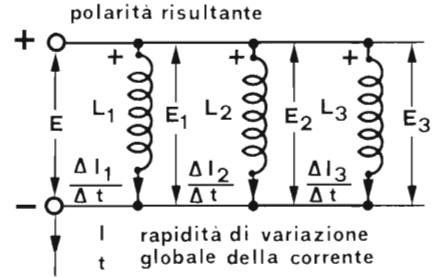 polarità risultante
+
+ + +
L1 E1 L2 E2 L3 E3
E
ΔI1/Δt ΔI2/Δt ΔI3/Δt
−
I rapidità di variazione
t globale della corrente